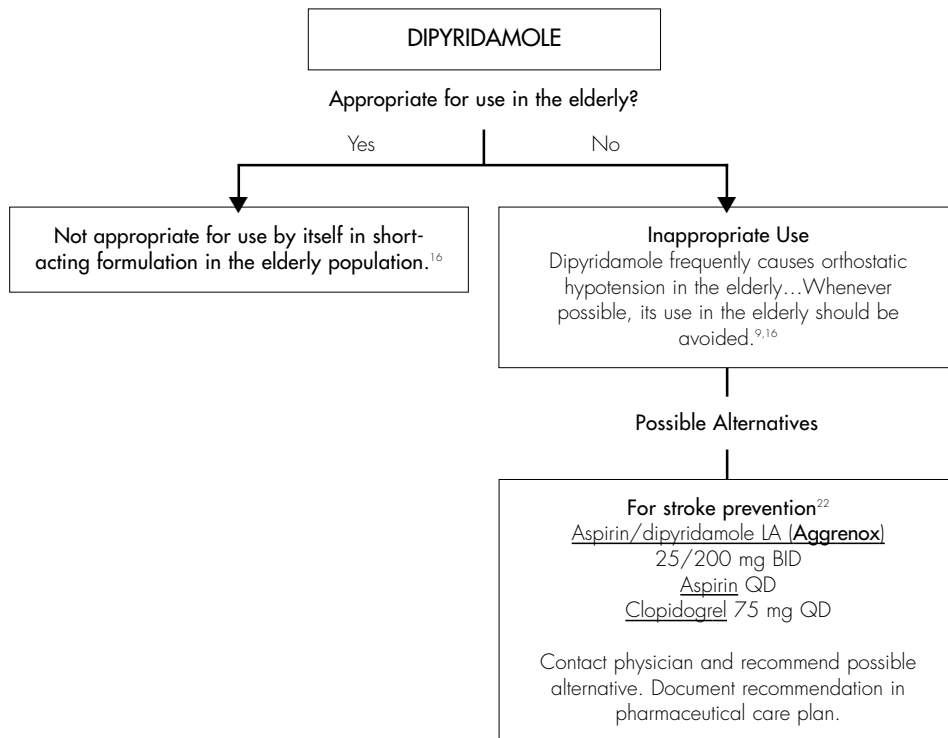 DIPYRIDAMOLE
Appropriate for use in the elderly?
Yes
No
Not appropriate for use by itself in short-
acting formulation in the elderly population.16
Inappropriate Use
Dipyridamole frequently causes orthostatic
hypotension in the elderly…Whenever
possible, its use in the elderly should be
avoided.9,16
Possible Alternatives
For stroke prevention22
Aspirin/dipyridamole LA (Aggrenox)
25/200 mg BID
Aspirin QD
Clopidogrel 75 mg QD
Contact physician and recommend possible
alternative. Document recommendation in
pharmaceutical care plan.